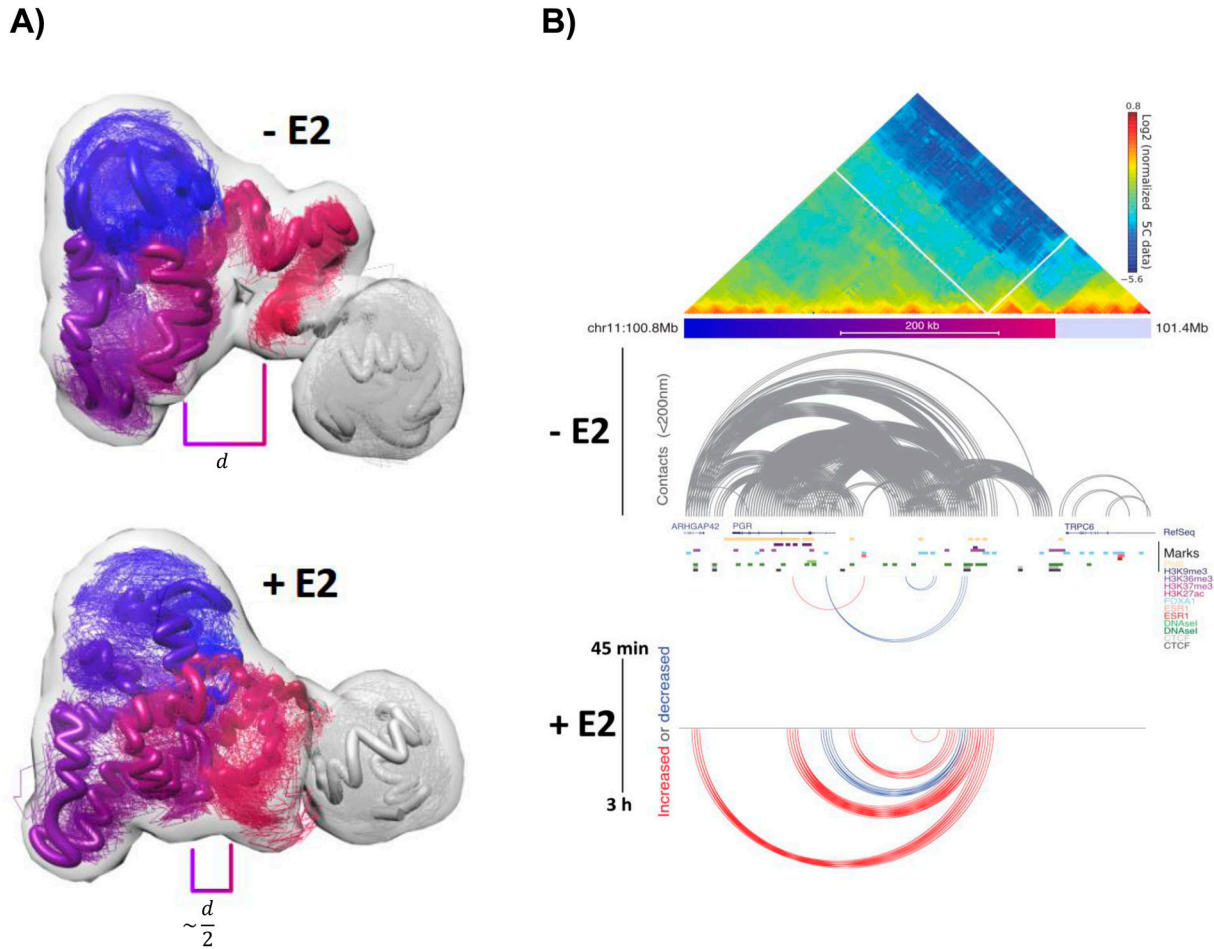 A)
B)
- E2
d
+ E2
~ d/2
0.8
Log2 (normalized 5C data)
−5.6
chr11:100.8Mb
200 kb
101.4Mb
- E2
Contacts (<200nm)
ARHGAP42
PGR
TRPC6
RefSeq
Marks
H3K9me3
H3K36me3
H3K37me3
H3K27ac
FOXA1
ESR1
ESR1
DNAseI
DNAseI
CTCF
CTCF
45 min
+ E2
3 h
Increased or decreased